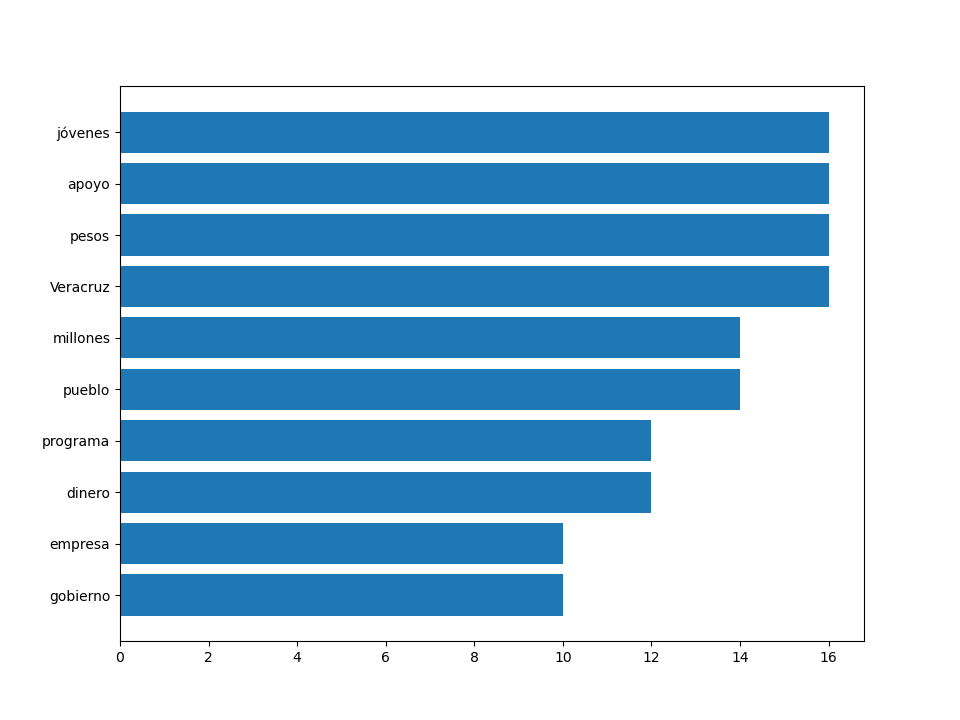 jóvenes
apoyo
pesos
Veracruz
millones
pueblo
programa
dinero
empresa
gobierno
0 2 4 6 8 10 12 14 16